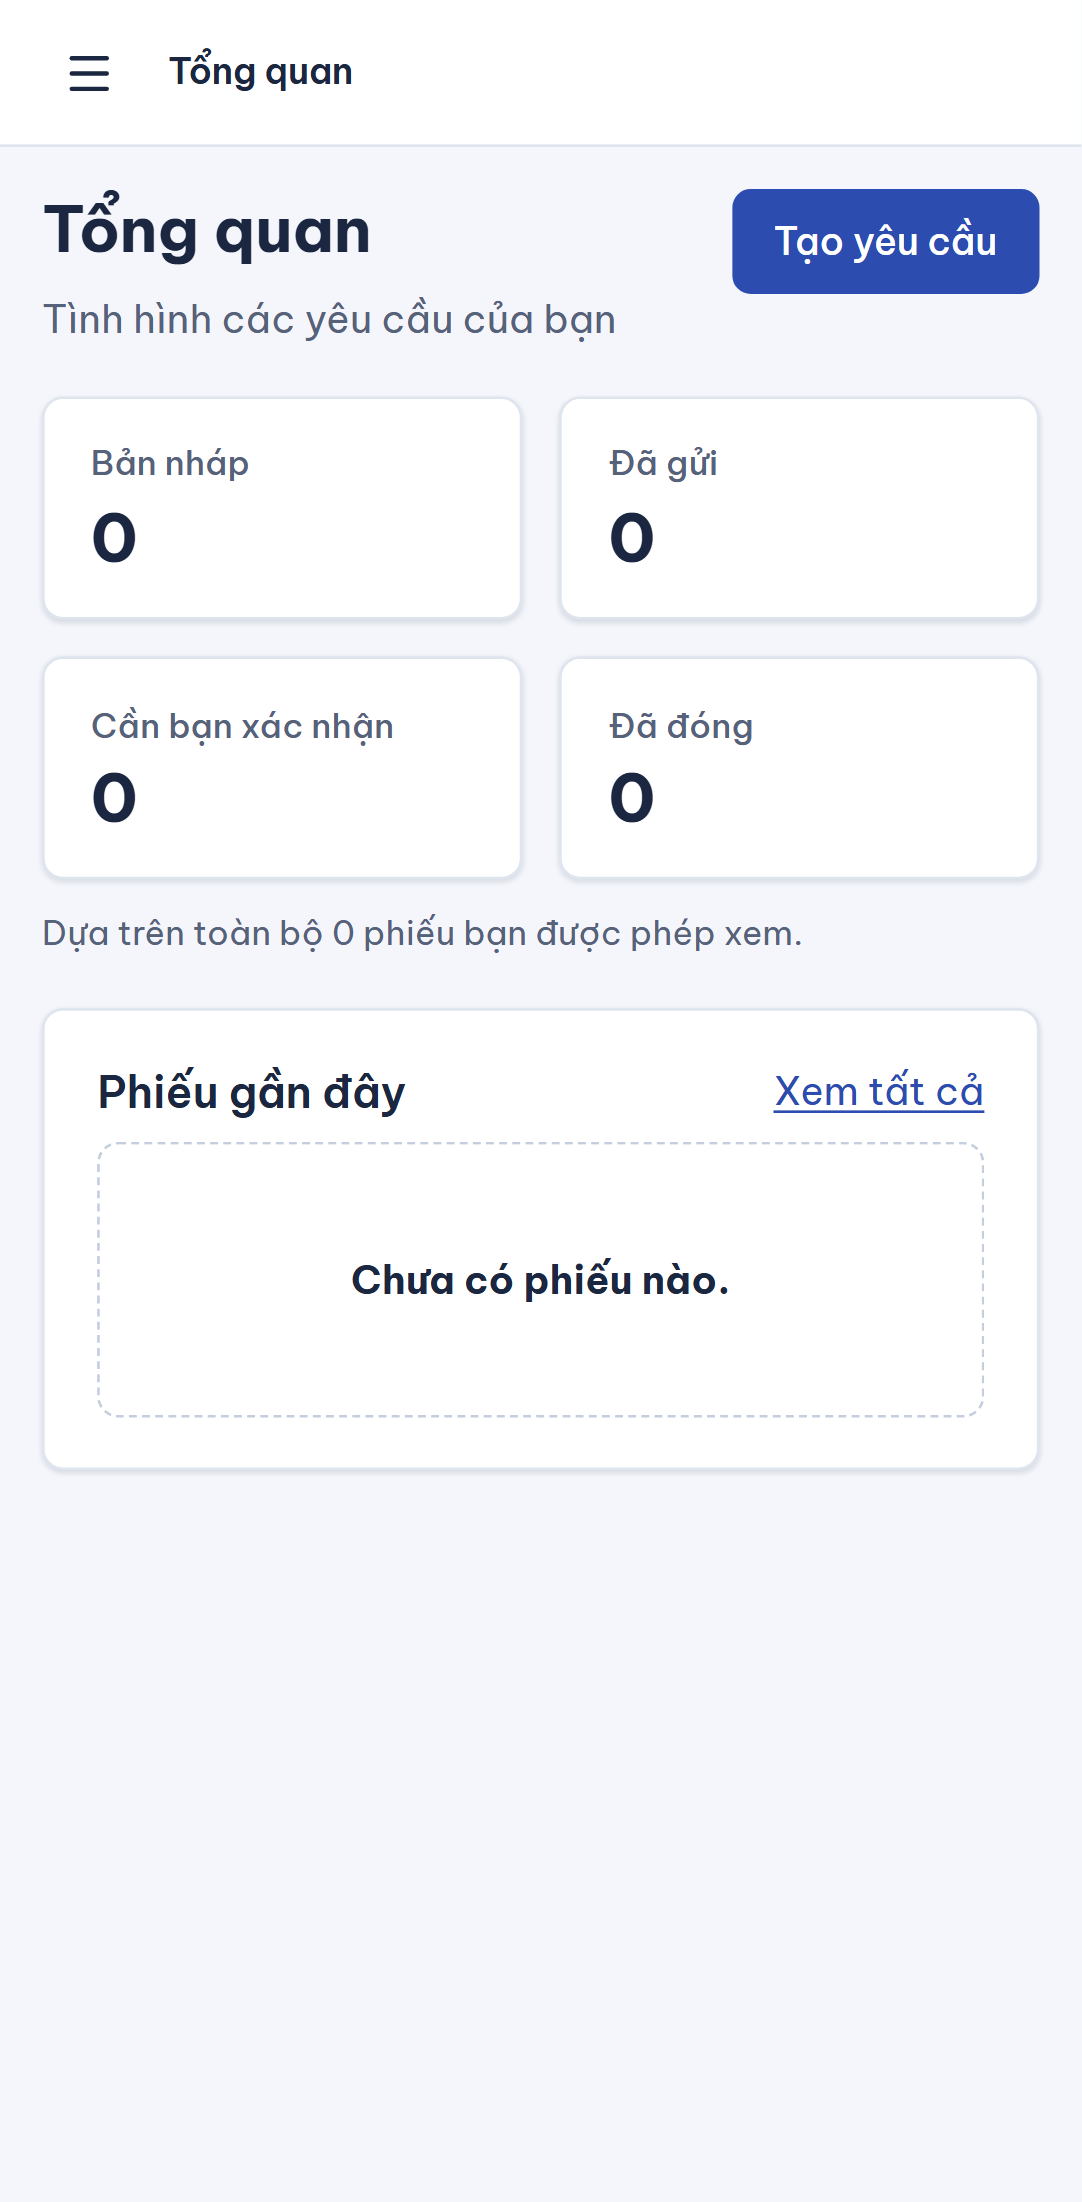 Tổng quan
Tổng quan
Tạo yêu cầu
Tình hình các yêu cầu của bạn
Bản nháp
0
Đã gửi
0
Cần bạn xác nhận
0
Đã đóng
0
Dựa trên toàn bộ 0 phiếu bạn được phép xem.
Phiếu gần đây
Xem tất cả
Chưa có phiếu nào.